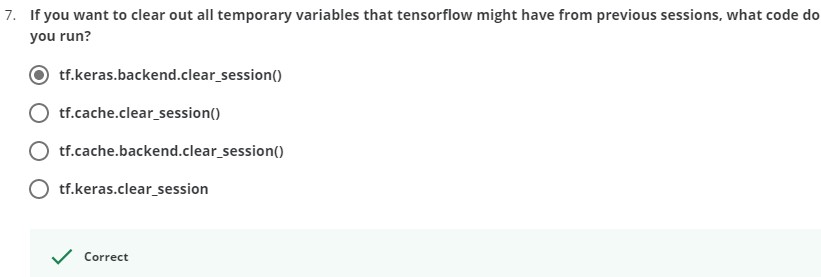 7. If you want to clear out all temporary variables that tensorflow might have from previous sessions, what code do
you run?
tf.keras.backend.clear_session()
tf.cache.clear_session()
tf.cache.backend.clear_session()
tf.keras.clear_session
Correct